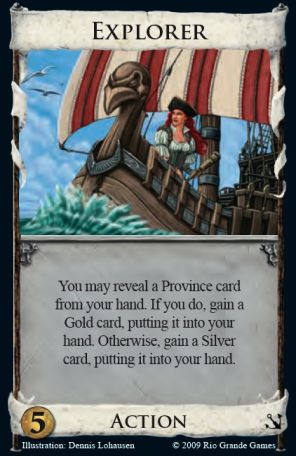 EXPLORER
You may reveal a Province card
from your hand. If you do, gain a
Gold card, putting it into your
hand. Otherwise, gain a Silver
card, putting it into your hand.
5
ACTION
Illustration: Dennis Lohausen © 2009 Rio Grande Games